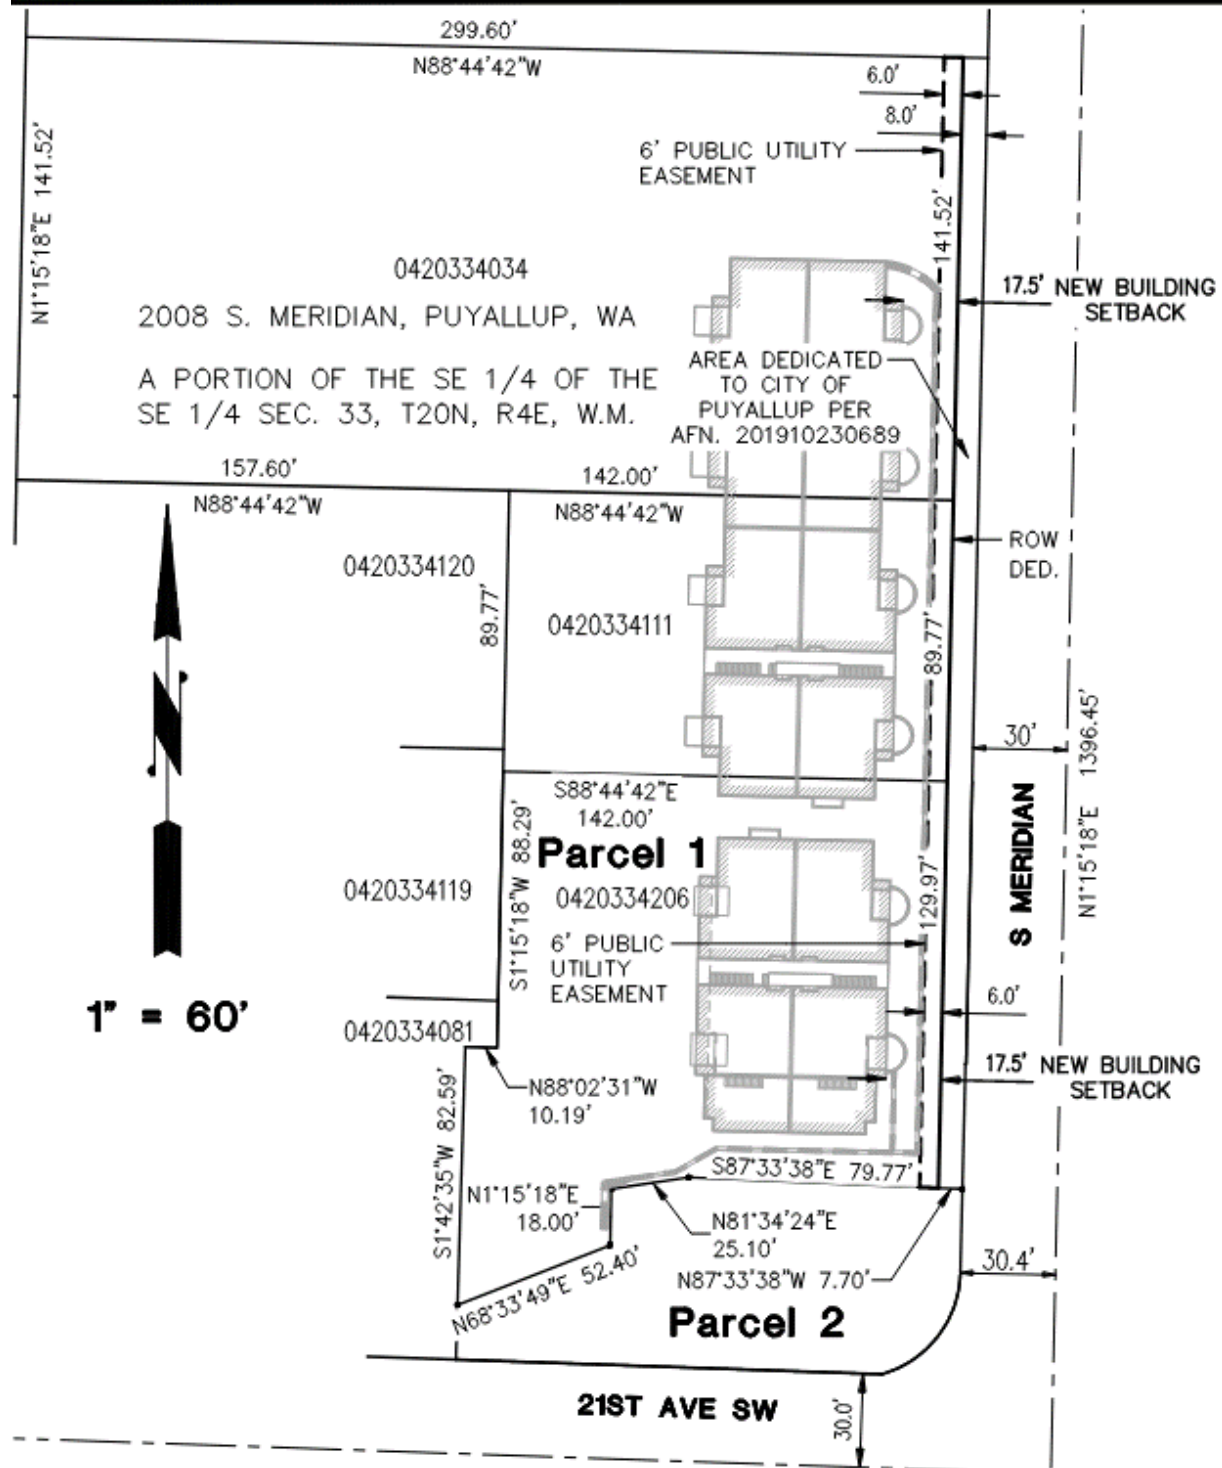 299.60'
N88°44'42"W
6.0'
8.0'
6' PUBLIC UTILITY
EASEMENT
N1°15'18"E 141.52'
141.52'
0420334034
17.5' NEW BUILDING
SETBACK
2008 S. MERIDIAN, PUYALLUP, WA
AREA DEDICATED
TO CITY OF
PUYALLUP PER
AFN. 201910230689
A PORTION OF THE SE 1/4 OF THE
SE 1/4 SEC. 33, T20N, R4E, W.M.
157.60'
142.00'
N88°44'42"W
N88°44'42"W
ROW
DED.
0420334120
89.77'
0420334111
89.77'
30'
N1°15'18"E 1396.45'
S MERIDIAN
S88°44'42"E
142.00'
S1°15'18"W 88.29'
Parcel 1
129.97'
0420334119
0420334206
6' PUBLIC
UTILITY
EASEMENT
6.0'
1" = 60'
0420334081
17.5' NEW BUILDING
SETBACK
N88°02'31"W
10.19'
S1°42'35"W 82.59'
S87°33'38"E 79.77'
N1°15'18"E
18.00'
N81°34'24"E
25.10'
N87°33'38"W 7.70'
30.4'
N68°33'49"E 52.40'
Parcel 2
21ST AVE SW
30.0'